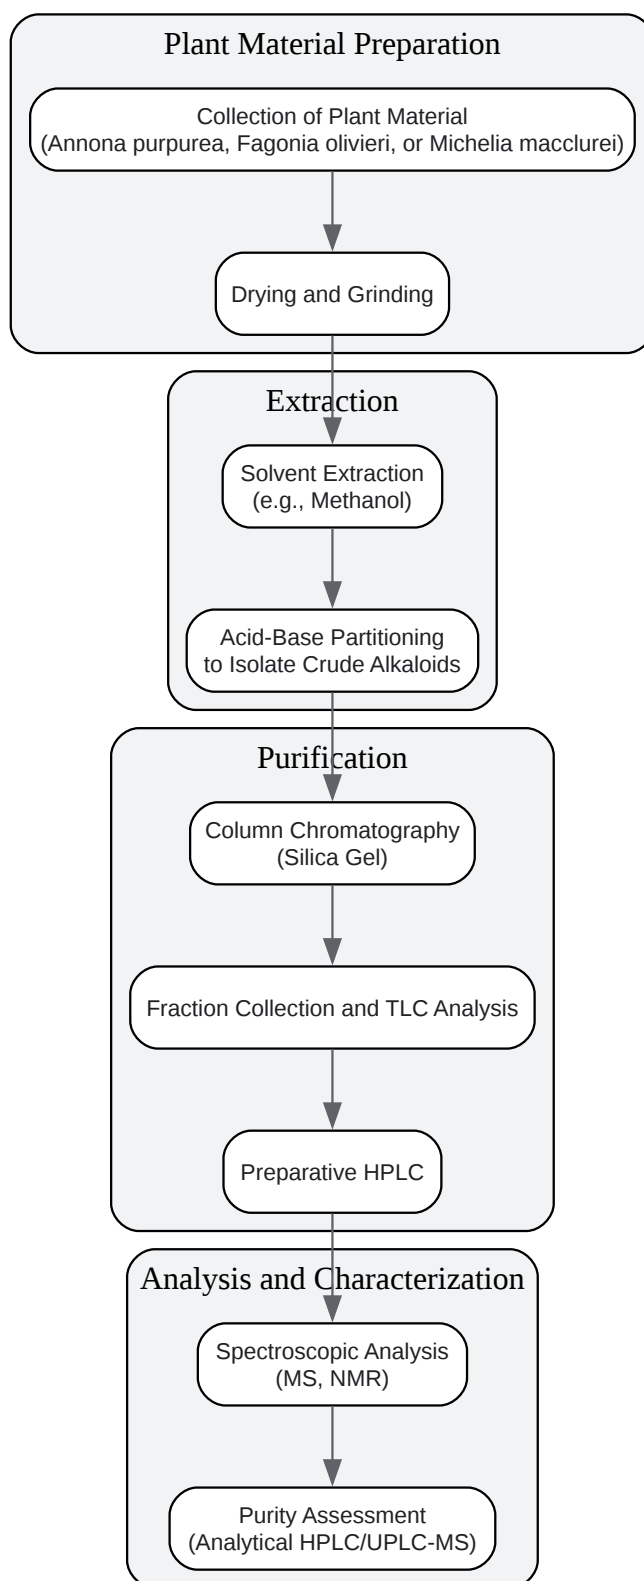 Plant Material Preparation
Collection of Plant Material
(Annona purpurea, Fagonia olivieri, or Michelia macclurei)
Drying and Grinding
Extraction
Solvent Extraction
(e.g., Methanol)
Acid-Base Partitioning
to Isolate Crude Alkaloids
Purification
Column Chromatography
(Silica Gel)
Fraction Collection and TLC Analysis
Preparative HPLC
Analysis and Characterization
Spectroscopic Analysis
(MS, NMR)
Purity Assessment
(Analytical HPLC/UPLC-MS)